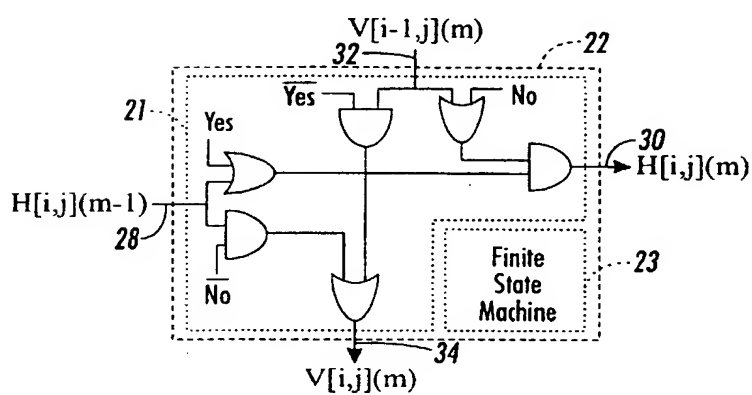 V[i-1,j](m)
32
22
Yes
No
21
Yes
30
H[i,j](m)
H[i,j](m-1)
28
No
Finite
State
Machine
23
34
V[i,j](m)